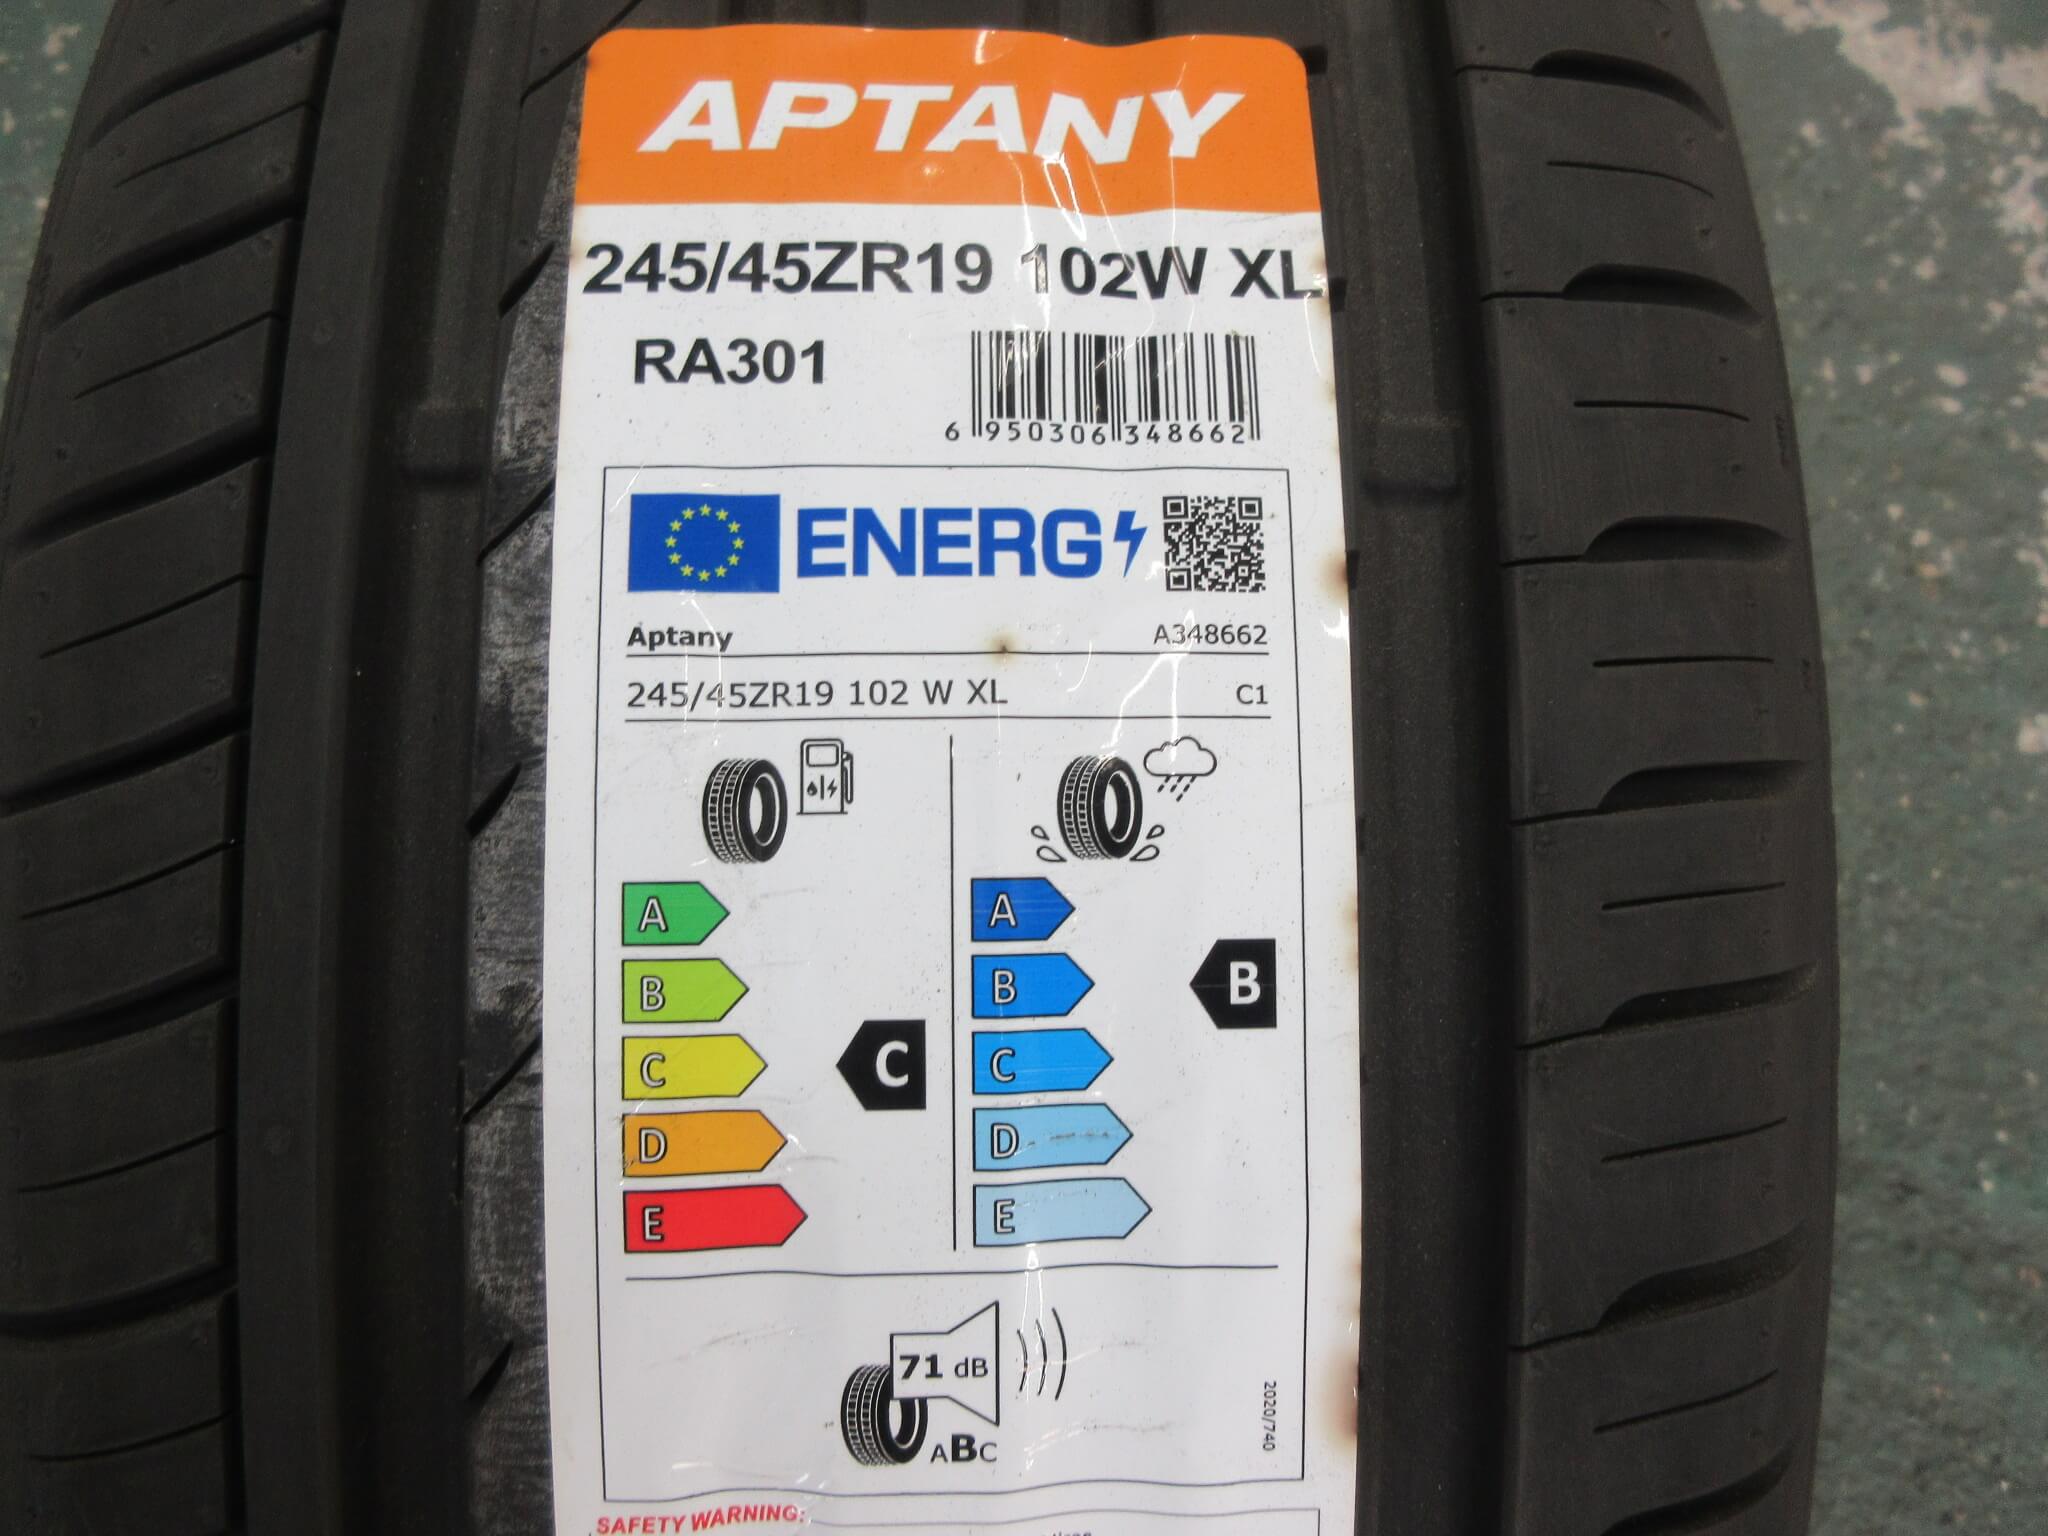 APTANY
245/45ZR19 102W XL
RA301
6 950306 348662
ENERG
Aptany A348662
245/45ZR19 102 W XL C1
A A
B B B
C C C
D D
E E
71 dB
ABC
2020/740
SAFETY WARNING: